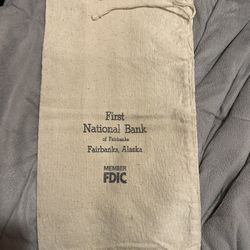 First
National Bank
of Fairbanks
Fairbanks, Alaska
MEMBER
FDIC